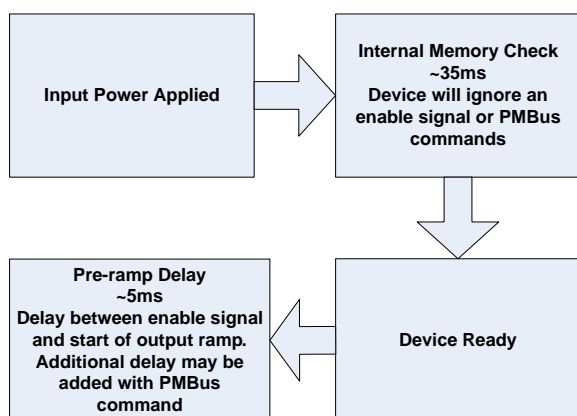 Input Power Applied
Internal Memory Check
~35ms
Device will ignore an
enable signal or PMBus
commands
Device Ready
Pre-ramp Delay
~5ms
Delay between enable signal
and start of output ramp.
Additional delay may be
added with PMBus
command